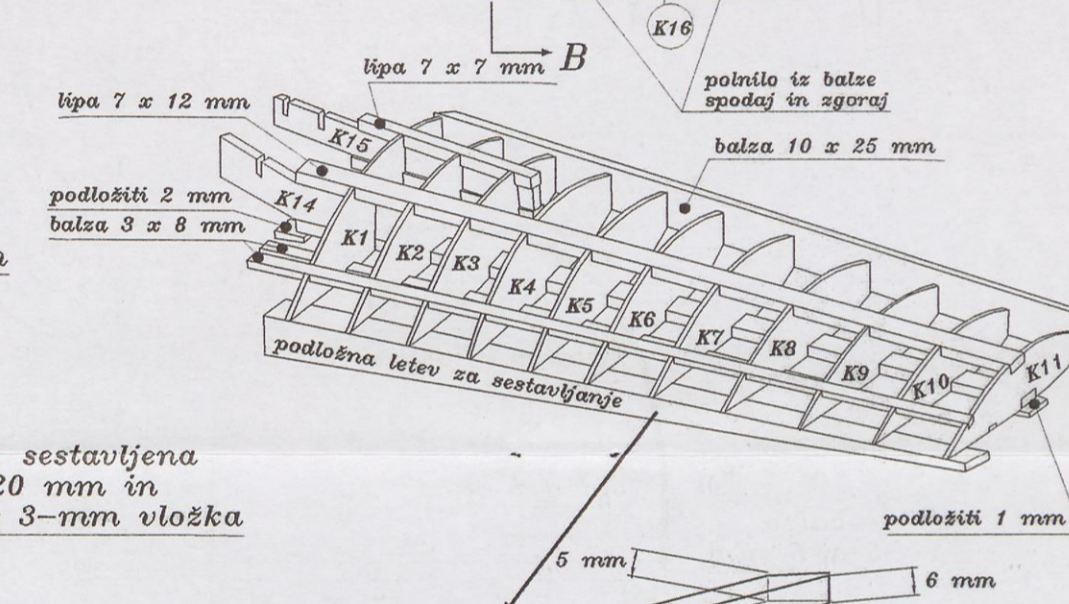 K16
B
lipa 7 x 7 mm
polnilo iz balze
spodaj in zgoraj
lipa 7 x 12 mm
K15
balza 10 x 25 mm
podložiti 2 mm
K14
balza 3 x 8 mm
K1
K2
K3
K4
K5
K6
K7
K8
K9
K10
K11
podložna letev za sestavljanje
sestavljena
20 mm in
3-mm vložka
podložiti 1 mm
5 mm
6 mm